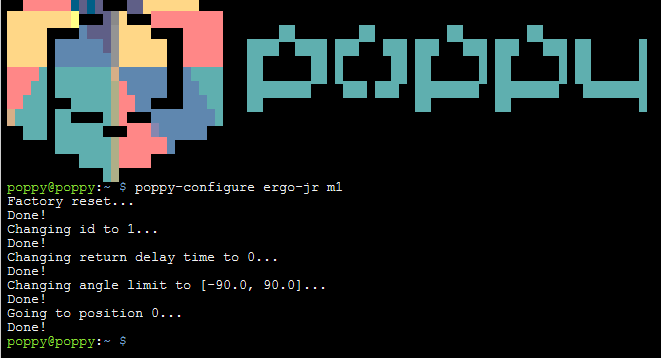 poppy
poppy@poppy:~ $ poppy-configure ergo-jr m1
Factory reset...
Done!
Changing id to 1...
Done!
Changing return delay time to 0...
Done!
Changing angle limit to [-90.0, 90.0]...
Done!
Going to position 0...
Done!
poppy@poppy:~ $